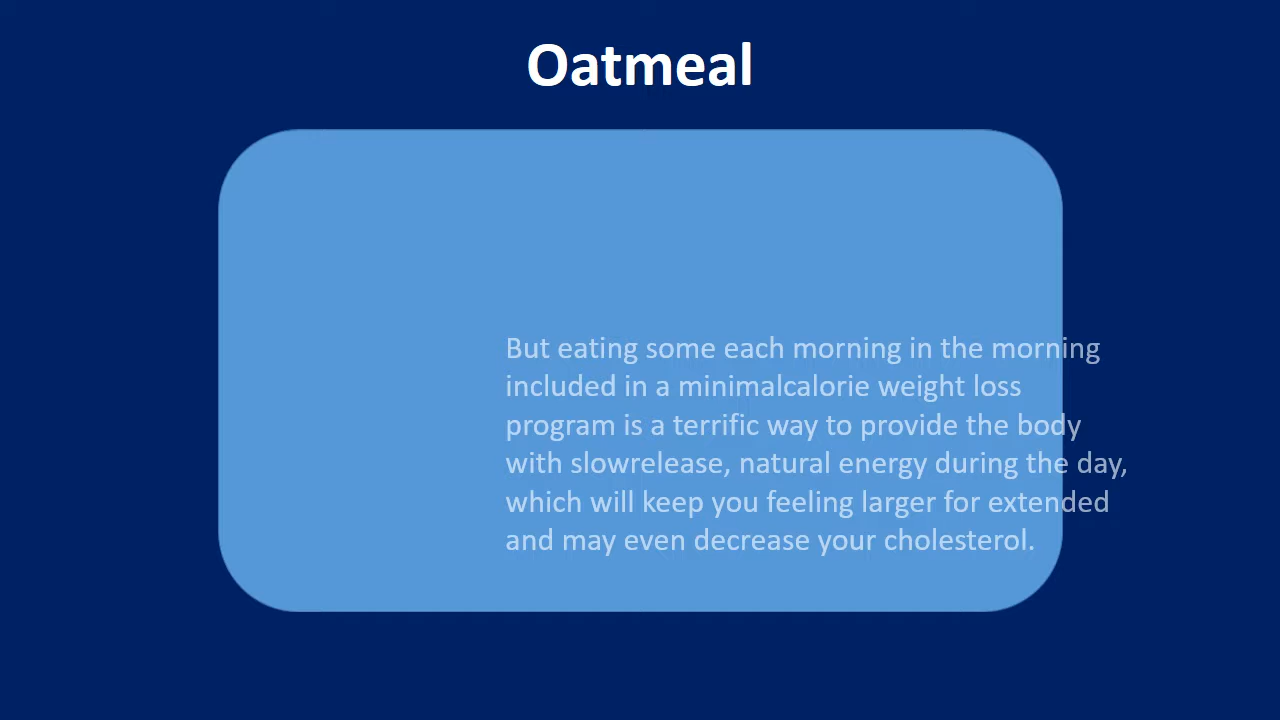 Oatmeal
But eating some each morning in the morning
included in a minimalcalorie weight loss
program is a terrific way to provide the body
with slowrelease, natural energy during the day,
which will keep you feeling larger for extended
and may even decrease your cholesterol.